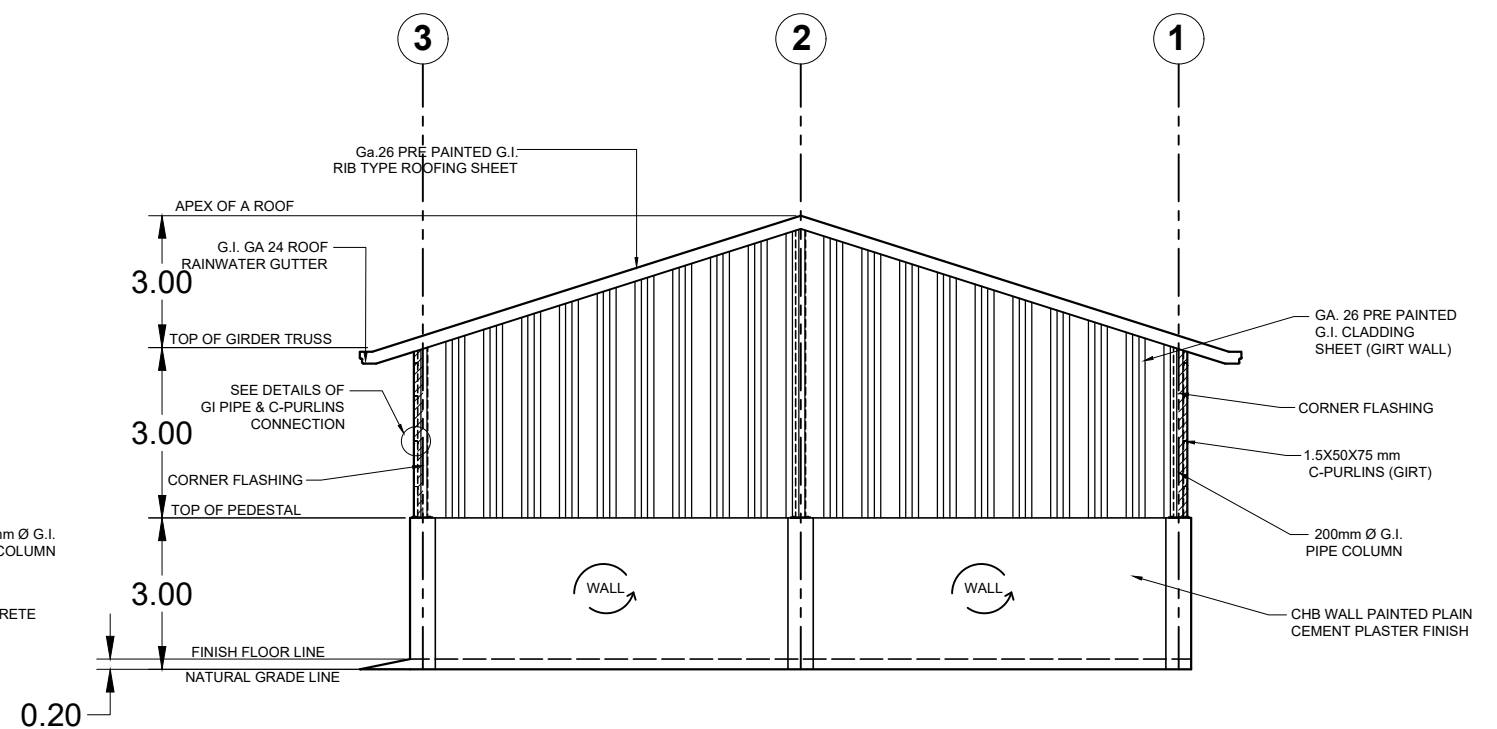 3
2
1
Ga.26 PRE PAINTED G.I.
RIB TYPE ROOFING SHEET
APEX OF A ROOF
G.I. GA 24 ROOF
RAINWATER GUTTER
3.00
TOP OF GIRDER TRUSS
GA. 26 PRE PAINTED
G.I. CLADDING
SHEET (GIRT WALL)
SEE DETAILS OF
GI PIPE & C-PURLINS
CONNECTION
CORNER FLASHING
3.00
1.5X50X75 mm
C-PURLINS (GIRT)
CORNER FLASHING
TOP OF PEDESTAL
mm Ø G.I.
COLUMN
200mm Ø G.I.
PIPE COLUMN
3.00
WALL
WALL
RETE
CHB WALL PAINTED PLAIN
CEMENT PLASTER FINISH
FINISH FLOOR LINE
NATURAL GRADE LINE
0.20